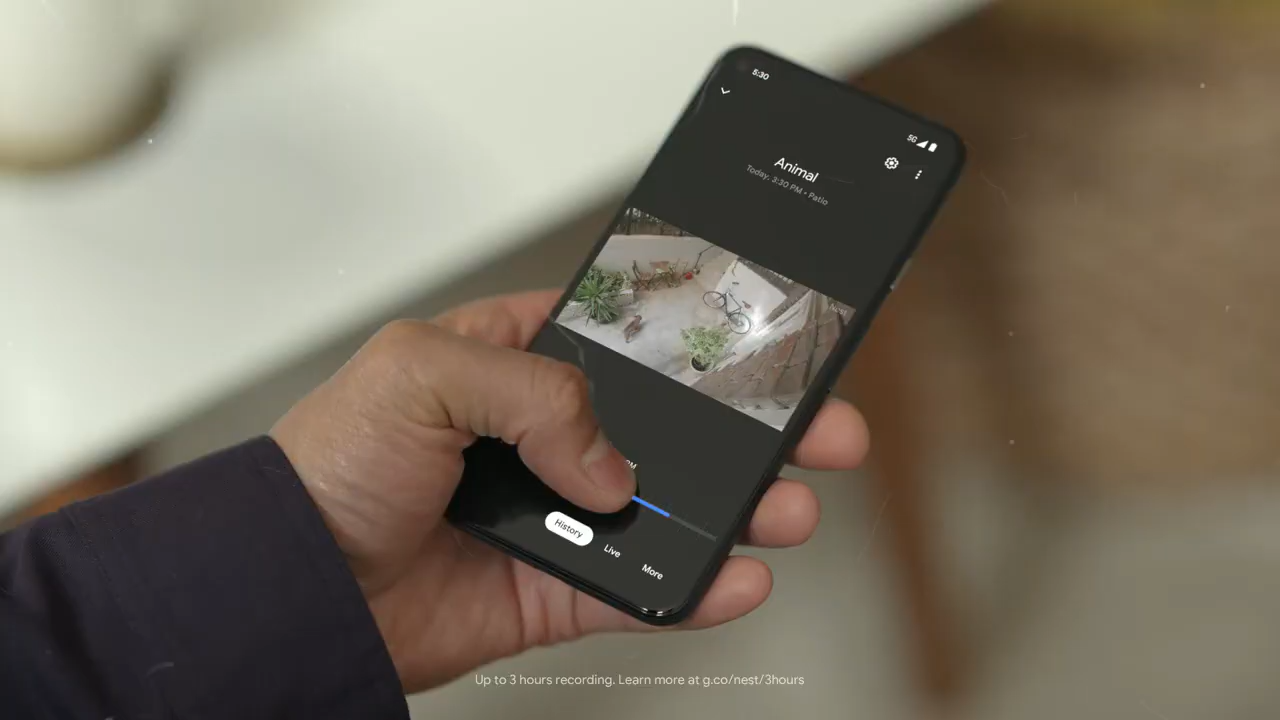 5:30
5G
Animal
Today, 3:30 PM • Patio
Nest
History
Live
More
Up to 3 hours recording. Learn more at g.co/nest/3hours